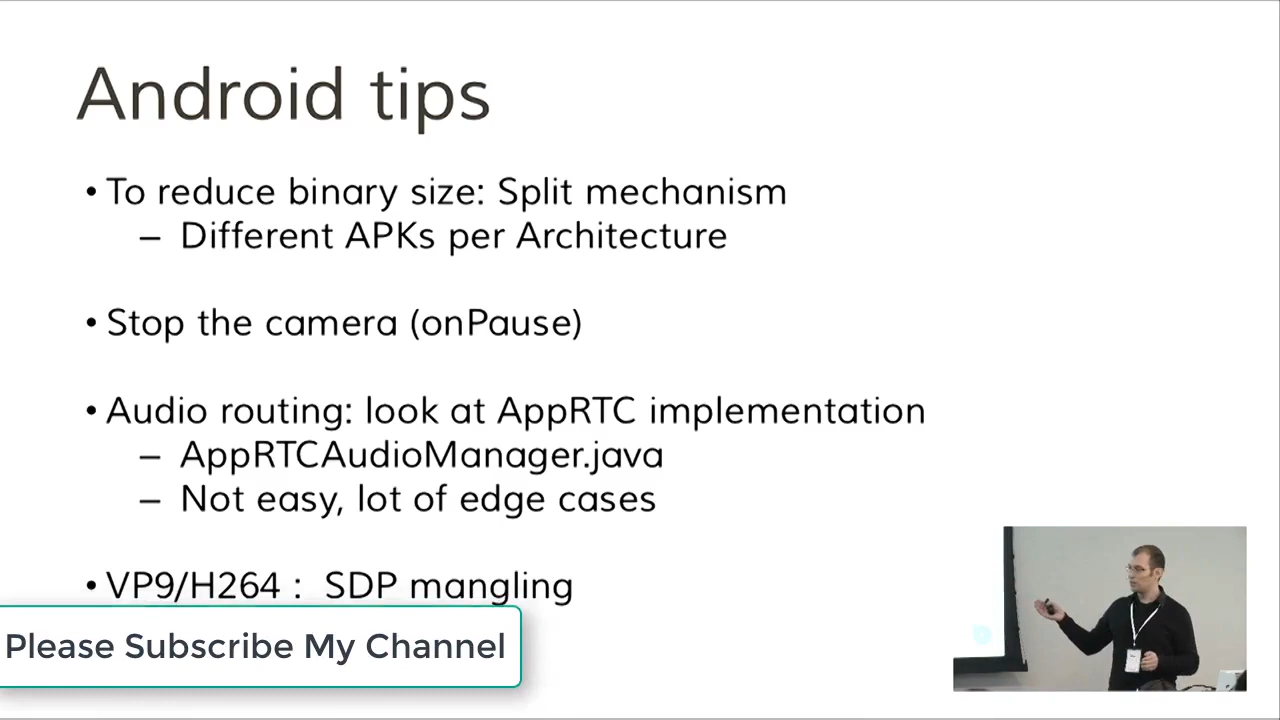 Android tips
• To reduce binary size: Split mechanism
– Different APKs per Architecture
• Stop the camera (onPause)
• Audio routing: look at AppRTC implementation
– AppRTCAudioManager.java
– Not easy, lot of edge cases
• VP9/H264 : SDP mangling
Please Subscribe My Channel